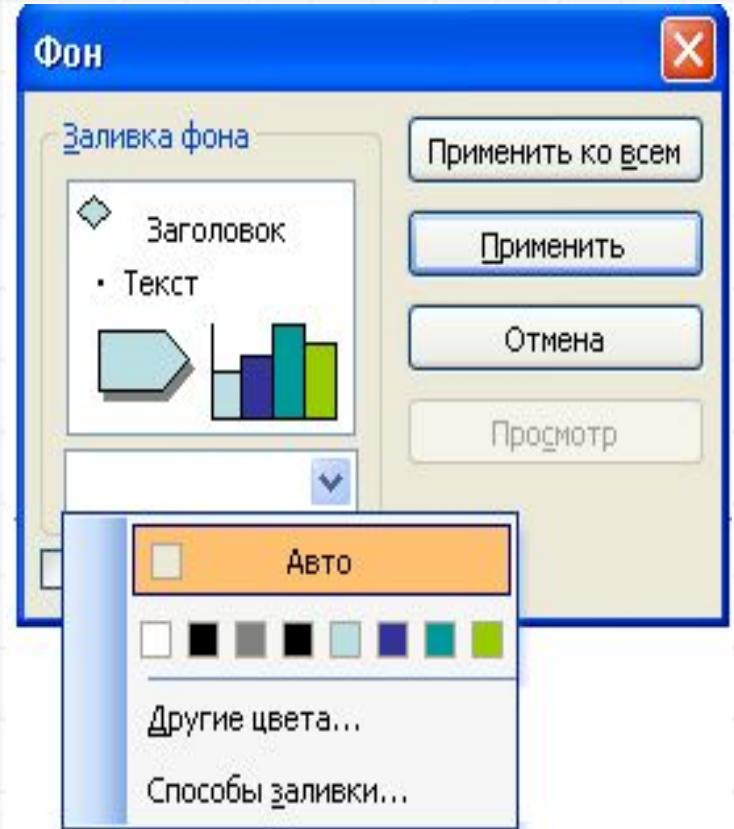 Фон
Заливка фона
Заголовок
• Текст
Применить ко всем
Применить
Отмена
Просмотр
Авто
Другие цвета...
Способы заливки...